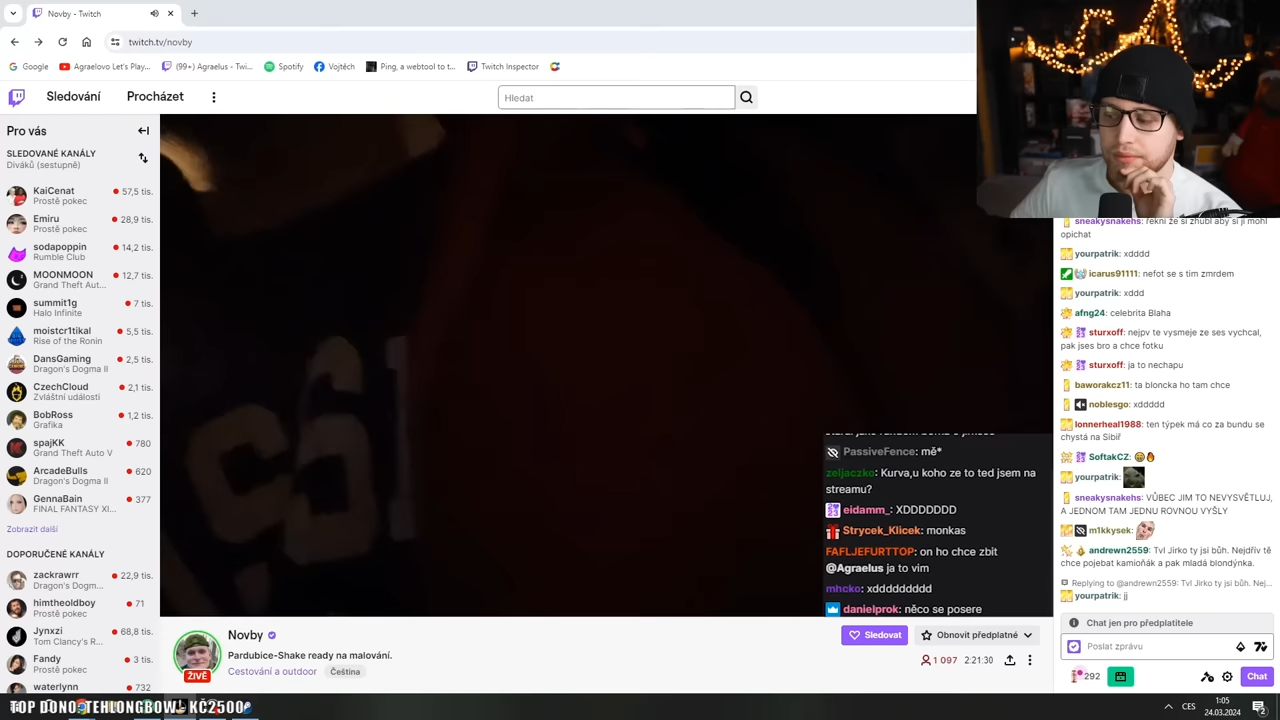 Novby - Twitch
twitch.tv/novby
Google
Agraelovo Let's Play...
(99+) Agraelus - Twi...
Spotify
Vojtěch
Ping, a webtool to t...
Twitch Inspector
Sledování
Procházet
Hledat
Pro vás
SLEDOVANÉ KANÁLY
Diváků (sestupně)
KaiCenat
57,5 tis.
Prostě pokec
Emiru
28,9 tis.
Prostě pokec
sodapoppin
14,2 tis.
Rumble Club
MOONMOON
12,7 tis.
Grand Theft Aut...
summit1g
7 tis.
Halo Infinite
moistcr1tikal
5,5 tis.
Rise of the Ronin
DansGaming
2,5 tis.
Dragon's Dogma II
CzechCloud
2,1 tis.
Zvláštní události
BobRoss
1,2 tis.
Grafika
spajKK
780
Grand Theft Auto V
ArcadeBulls
620
Dragon's Dogma II
GennaBain
377
FINAL FANTASY XI...
Zobrazit další
DOPORUČENÉ KANÁLY
zackrawrr
22,9 tis.
Dragon's Dogm...
himtheoldboy
71
Prostě pokec
Jynxzi
68,8 tis.
Tom Clancy's R...
Fandy
3 tis.
Prostě pokec
waterlynn
732
PassiveFence: mě*
zeljaczko: Kurva,u koho ze to ted jsem na
streamu?
eidamm_: XDDDDDDD
Strycek_Klicek: monkas
FAFLJEFURTTOP: on ho chce zbit
@Agraelus ja to vim
mhcko: xddddddddd
danielprok: něco se posere
Novby
Pardubice-Shake ready na malování.
Cestování a outdoor
Čeština
ŽIVĚ
Sledovat
Obnovit předplatné
1 097
2:21:30
sneakysnakehs: řekni že si zhubl aby si ji mohl
opichat
yourpatrik: xdddd
icarus91111: nefot se s tim zmrdem
yourpatrik: xddd
afng24: celebrita Blaha
sturxoff: nejpv te vysmeje ze ses vychcal,
pak jses bro a chce fotku
sturxoff: ja to nechapu
baworakcz11: ta bloncka ho tam chce
noblesgo: xddddd
lonnerheal1988: ten týpek má co za bundu se
chystá na Sibiř
SoftakCZ:
yourpatrik:
sneakysnakehs: VŮBEC JIM TO NEVYSVĚTLUJ,
A JEDNOM TAM JEDNU ROVNOU VYŠLY
m1kkysek:
andrewn2559: Tvl Jirko ty jsi bůh. Nejdřív tě
chce pojebat kamioňák a pak mladá blondýnka.
Replying to @andrewn2559: Tvl Jirko ty jsi bůh. Nej...
yourpatrik: jj
Chat jen pro předplatitele
Poslat zprávu
292
Chat
TOP DONO: TEHLONGBOW_ KČ2500
CES
1:05
24.03.2024
2